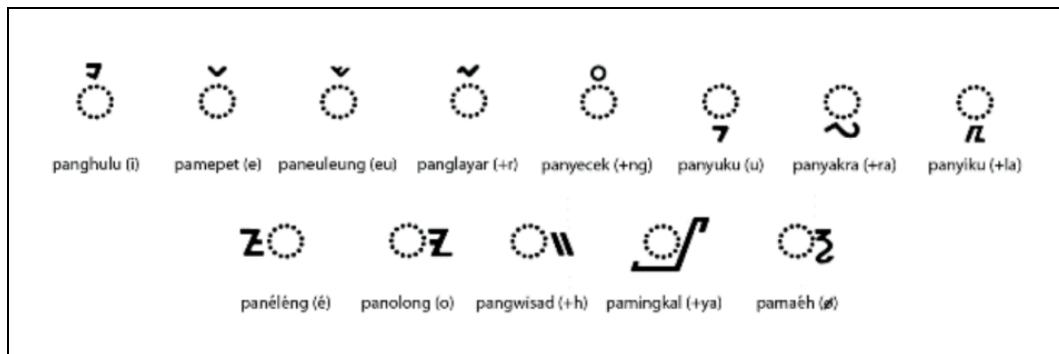 ◌ᮤ ◌ᮨ ◌ᮩ ◌ᮁ ◌ᮀ ◌ᮥ ◌ᮢ ◌ᮣ
panghulu (i) pamepet (e) paneuleung (eu) panglayar (+r) panyecek (+ng) panyuku (u) panyakra (+ra) panyiku (+la)
◌ᮦ ◌ᮧ ◌ᮂ ◌ᮡ ◌᮪
panéléng (é) panolong (o) pangwisad (+h) pamingkal (+ya) pamaéh (ø)